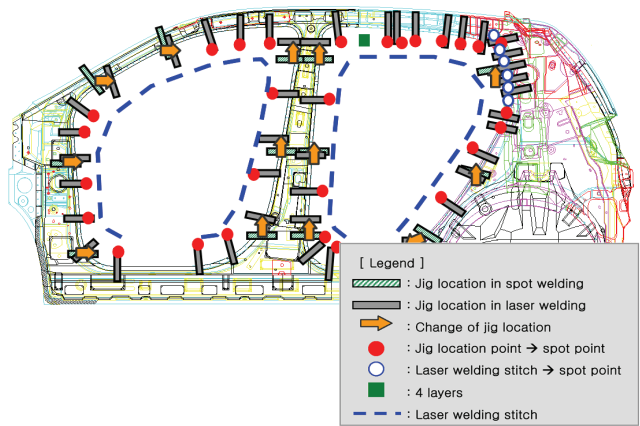 [ Legend ]
: Jig location in spot welding
: Jig location in laser welding
: Change of jig location
: Jig location point → spot point
: Laser welding stitch → spot point
: 4 layers
: Laser welding stitch